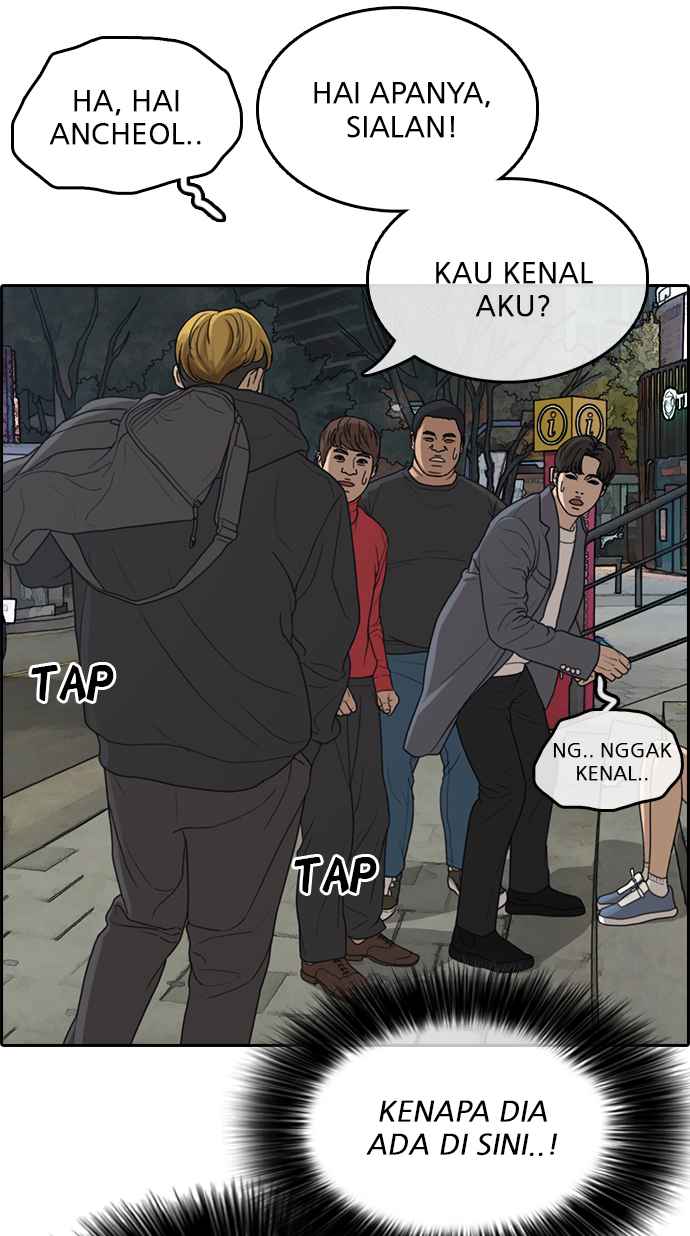 HA, HAI
ANCHEOL..
HAI APANYA,
SIALAN!
KAU KENAL
AKU?
TAP
NG.. NGGAK
KENAL..
TAP
KENAPA DIA
ADA DI SINI..!